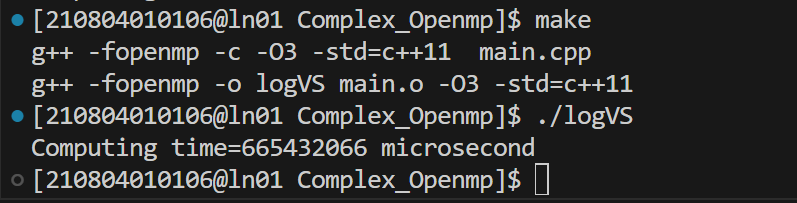 [210804010106@ln01 Complex_Openmp]$ make
g++ -fopenmp -c -O3 -std=c++11  main.cpp
g++ -fopenmp -o logVS main.o -O3 -std=c++11
[210804010106@ln01 Complex_Openmp]$ ./logVS
Computing time=665432066 microsecond
[210804010106@ln01 Complex_Openmp]$